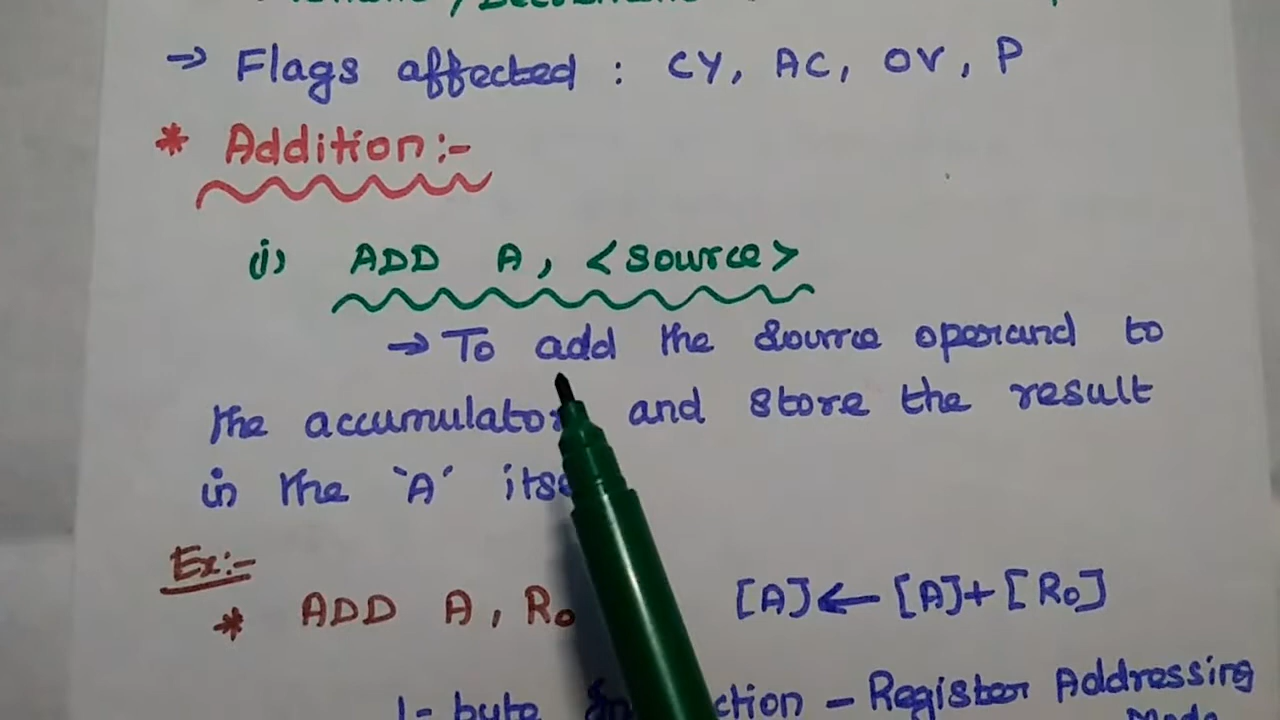 → Flags affected : CY, AC, OV, P
* Addition:-
(i) ADD A, <source>
→ To add the source operand to
the accumulator and store the result
in the 'A'
Ex:-
* ADD A, R0 [A] ← [A]+[R0]
1- byte – Register Addressing
Mode